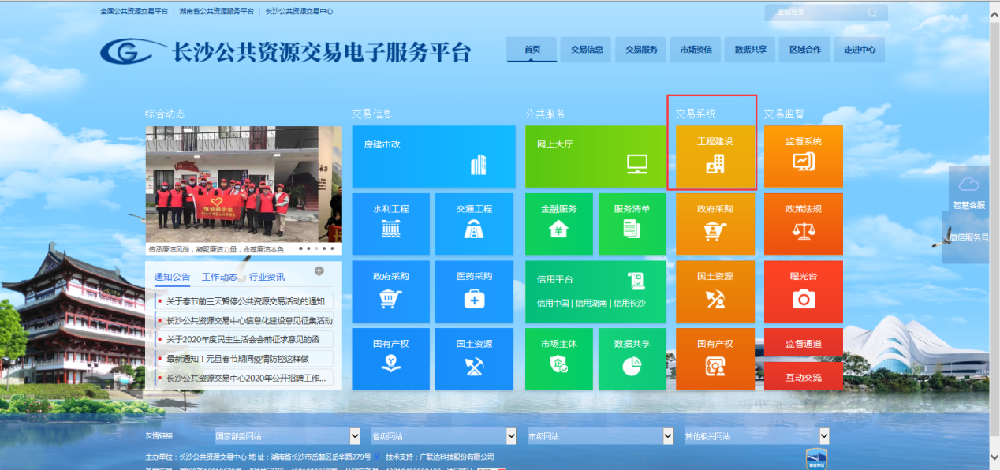 全国公共资源交易平台 | 湖南省公共资源服务平台 | 长沙公共资源交易中心
全站检索
长沙公共资源交易电子服务平台
首页 交易信息 交易服务 市场资信 数据共享 区域合作 走进中心
综合动态 交易信息 公共服务 交易系统 交易监督
房建市政 网上大厅 工程建设 监督系统
水利工程 交通工程 金融服务 服务清单 政府采购 政策法规
智慧客服
微信服务号
传承廉洁风尚，凝聚廉洁力量，永葆廉洁本色
通知公告 工作动态 行业资讯
政府采购 医药采购 信用平台 国土资源 曝光台
信用中国 | 信用湖南 | 信用长沙
关于春节前三天暂停公共资源交易活动的通知
长沙公共资源交易中心信息化建设意见征集活动
关于2020年度民主生活会会前征求意见的函
最新通知！元旦春节期间疫情防控这样做
长沙公共资源交易中心2020年公开招聘工作...
国有产权 国土资源 市场主体 数据共享 国有产权 监督通道
互动交流
友情链接 国家部委网站 省级网站 市级网站 其他相关网站
主办单位：长沙公共资源交易中心 地 址：湖南省长沙市岳麓区岳华路279号 技术支持：广联达科技股份有限公司